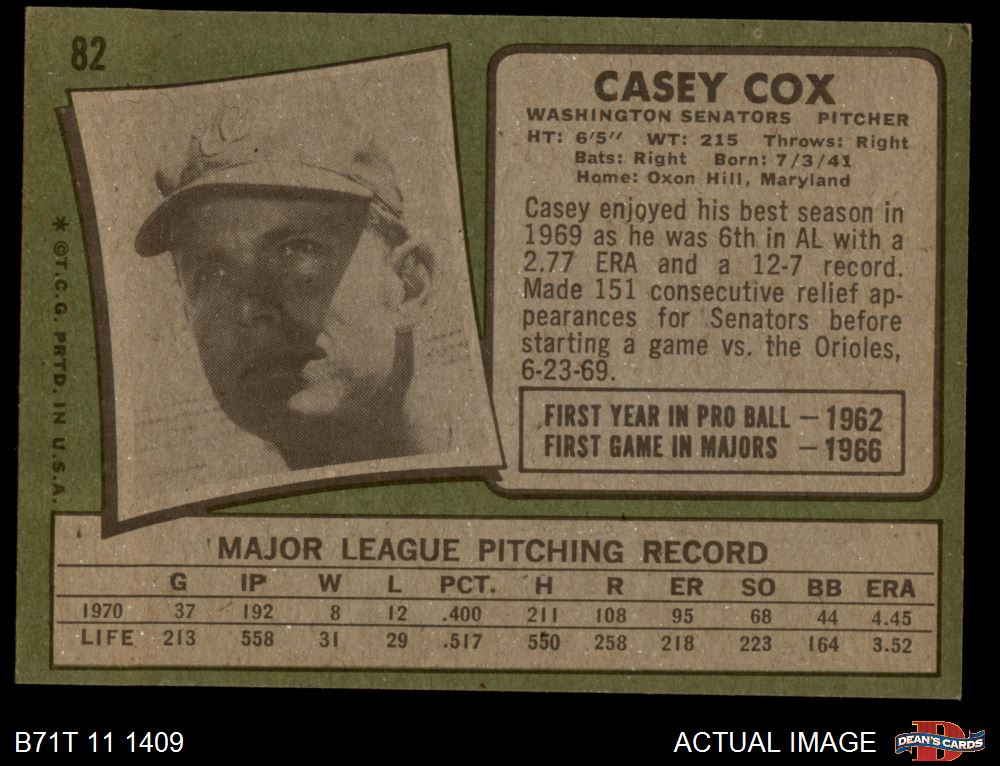 82
CASEY COX
WASHINGTON SENATORS PITCHER
HT: 6'5" WT: 215 Throws: Right
Bats: Right Born: 7/3/41
Home: Oxon Hill, Maryland
Casey enjoyed his best season in
1969 as he was 6th in AL with a
2.77 ERA and a 12-7 record.
Made 151 consecutive relief ap-
pearances for Senators before
starting a game vs. the Orioles,
6-23-69.
FIRST YEAR IN PRO BALL — 1962
FIRST GAME IN MAJORS — 1966
* ©T.C.G. PRTD. IN U.S.A.
MAJOR LEAGUE PITCHING RECORD
G IP W L PCT. H R ER SO BB ERA
1970 37 192 8 12 .400 211 108 95 68 44 4.45
LIFE 213 558 31 29 .517 550 258 218 223 164 3.52
B71T 11 1409
ACTUAL IMAGE
DEAN'S CARDS